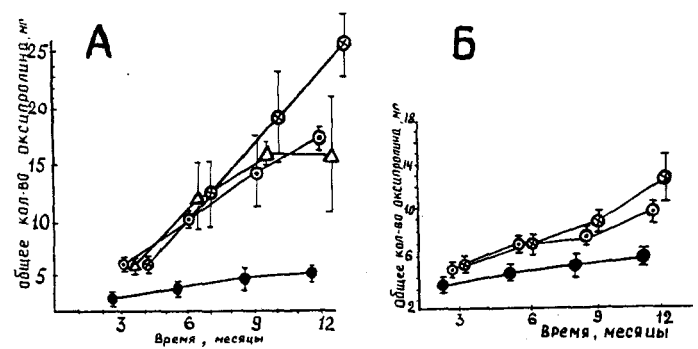 А
общее кол-во оксипролина, мг
25
20
15
10
5
3 6 9 12
Время, месяцы
Б
общее кол-во оксипролина, мг
18
14
10
6
2
3 6 9 12
Время, месяцы